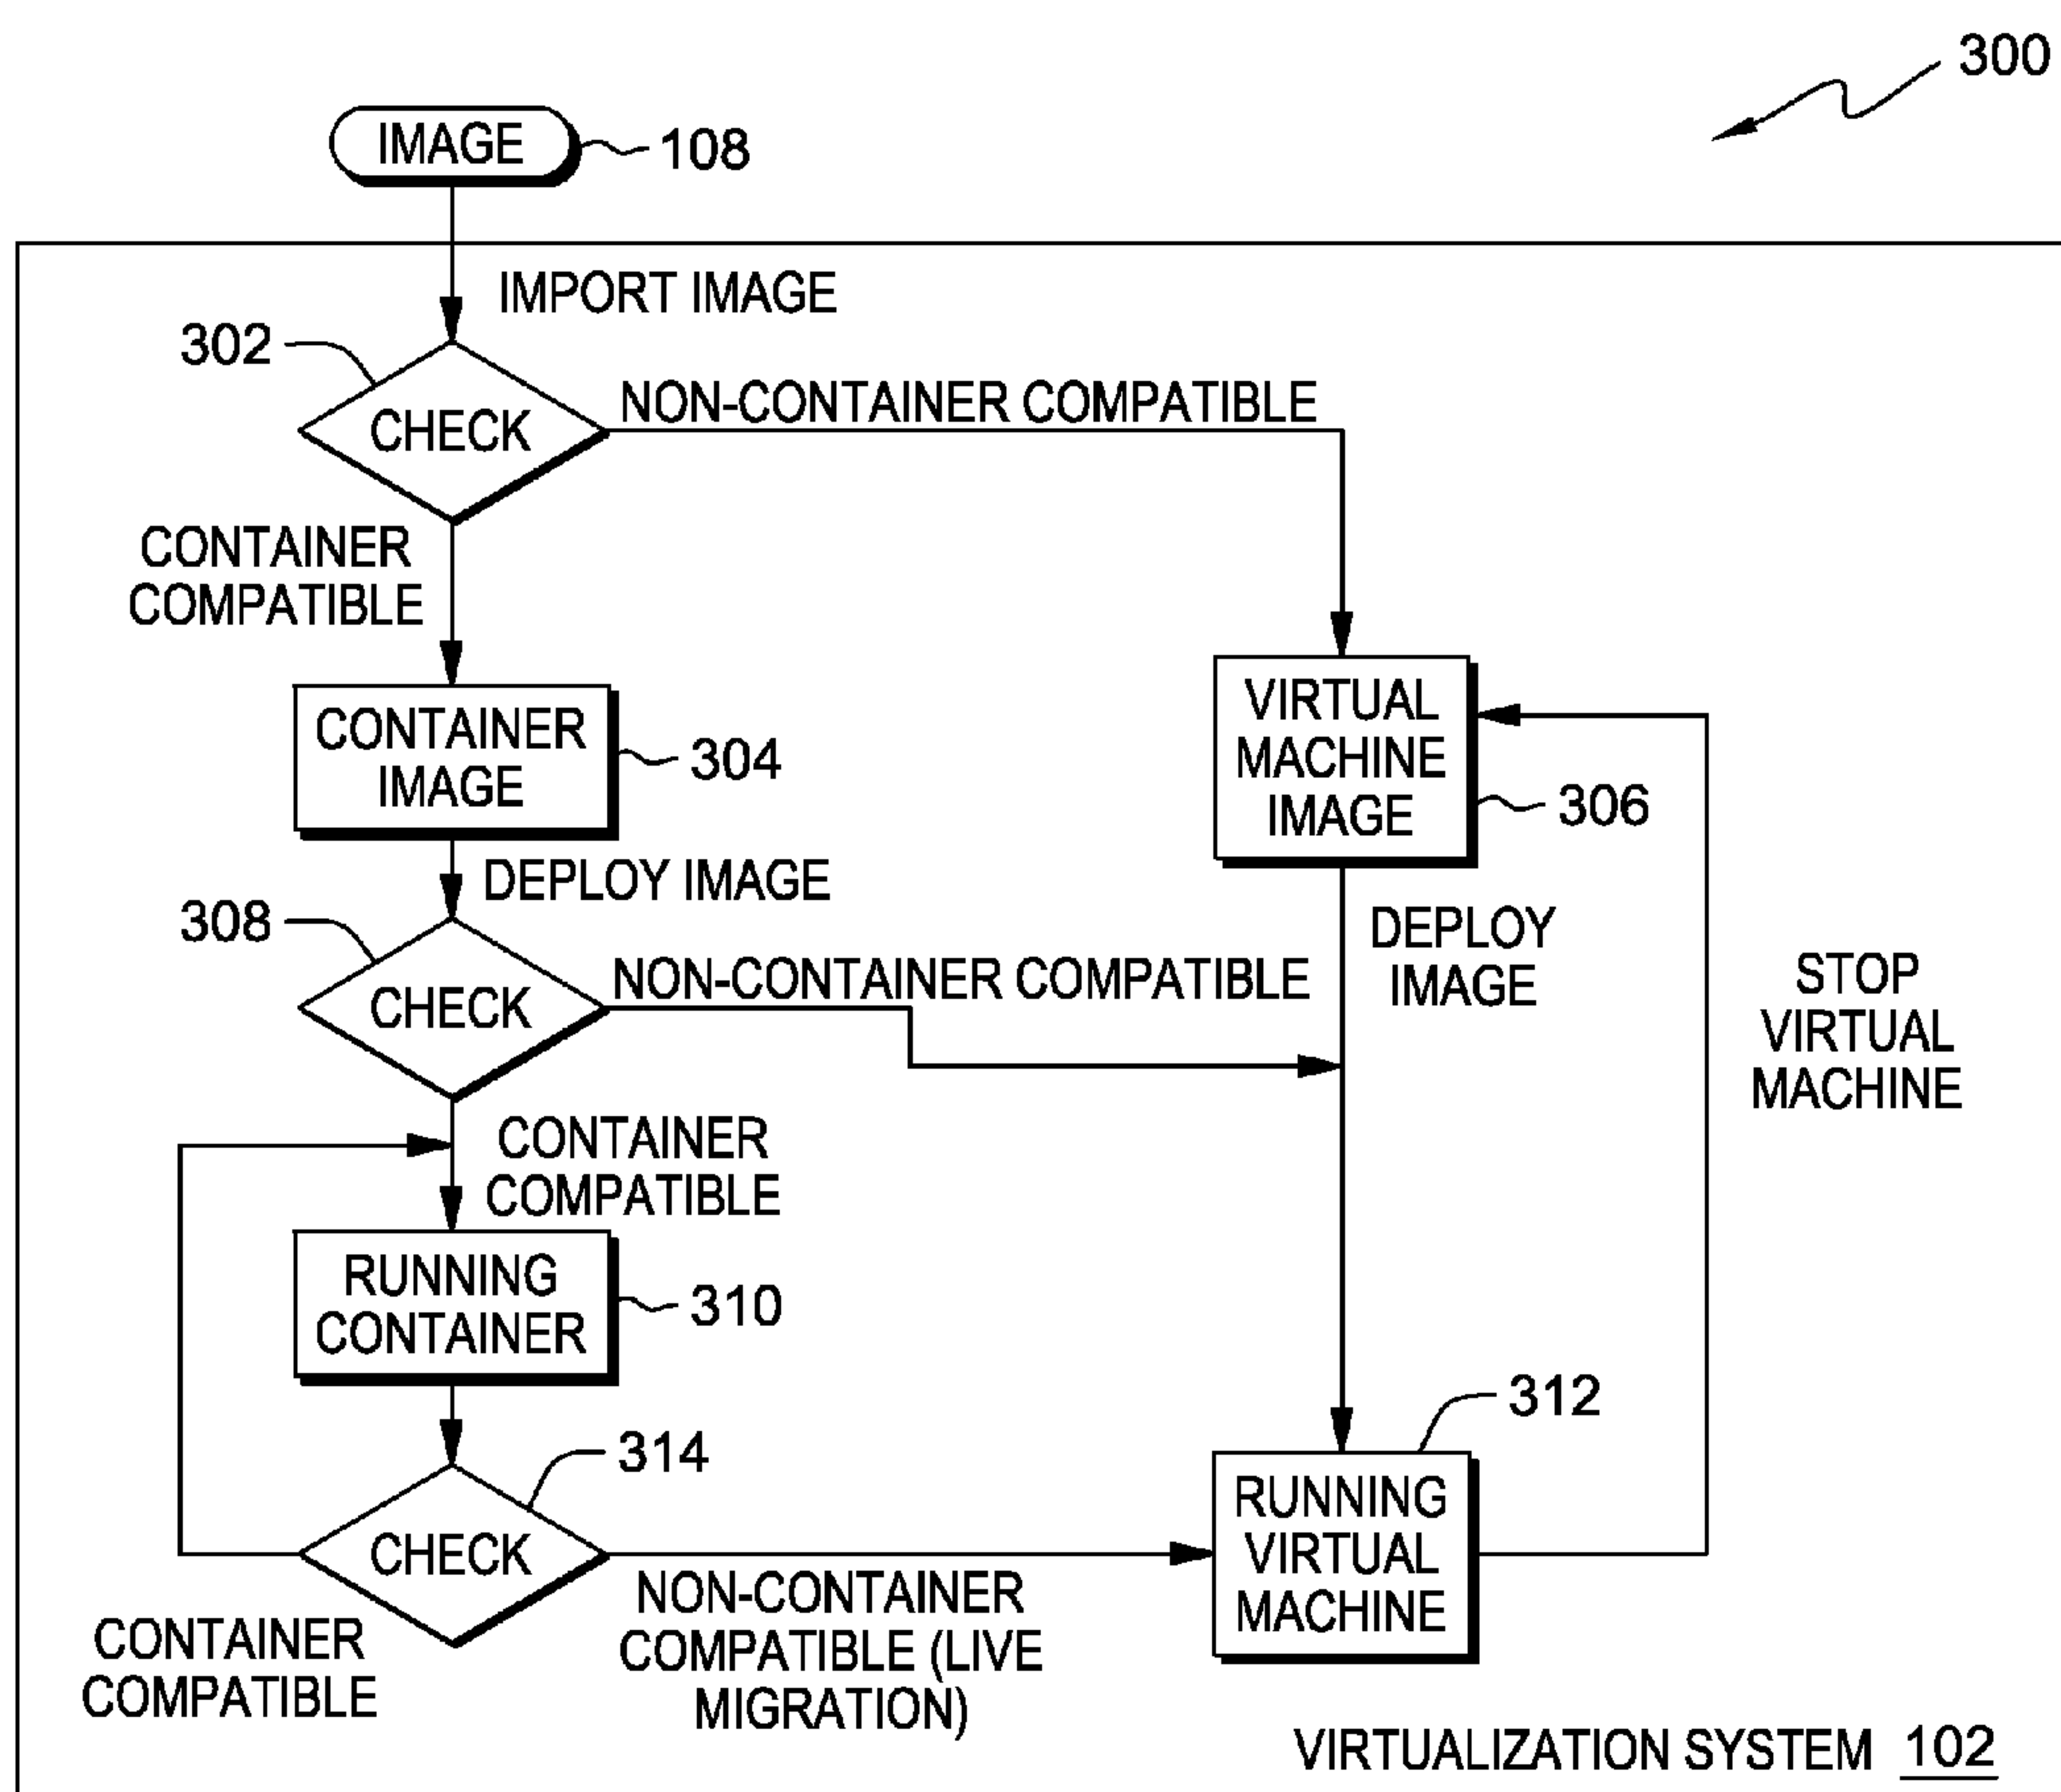 300
IMAGE
108
IMPORT IMAGE
302
CHECK
NON-CONTAINER COMPATIBLE
CONTAINER
COMPATIBLE
CONTAINER
IMAGE
304
VIRTUAL
MACHINE
IMAGE
306
DEPLOY IMAGE
308
CHECK
NON-CONTAINER COMPATIBLE
DEPLOY
IMAGE
STOP
VIRTUAL
MACHINE
CONTAINER
COMPATIBLE
RUNNING
CONTAINER
310
312
314
CHECK
RUNNING
VIRTUAL
MACHINE
CONTAINER
COMPATIBLE
NON-CONTAINER
COMPATIBLE (LIVE
MIGRATION)
VIRTUALIZATION SYSTEM 102